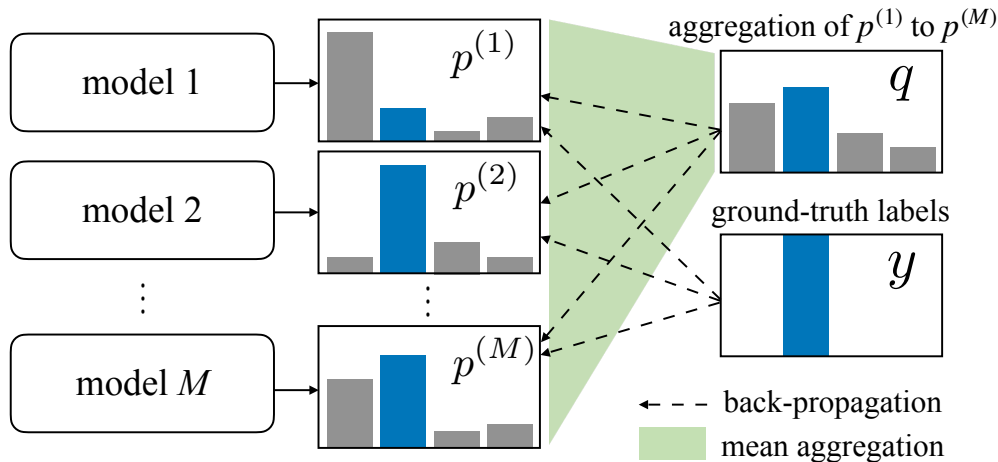 model 1
p^{(1)}
model 2
p^{(2)}
⋮
⋮
model M
p^{(M)}
aggregation of p^{(1)} to p^{(M)}
q
ground-truth labels
y
back-propagation
mean aggregation